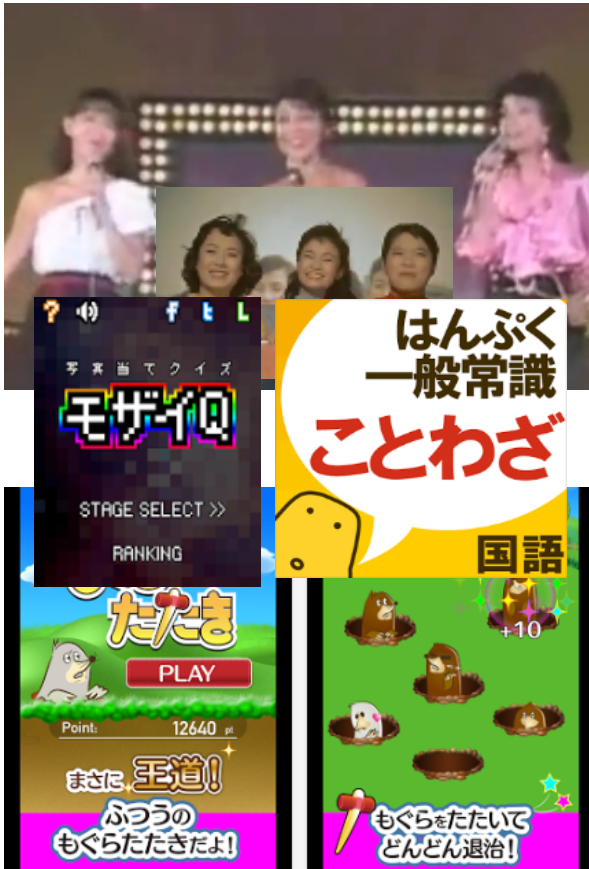 ? f t L
写真当てクイズ
モザイQ
STAGE SELECT >>
RANKING
はんぷく
一般常識
ことわざ
国語
たたき
PLAY
Point: 12640 pt
まさに 王道!
ふつうの
もぐらたたきだよ!
+10
もぐらをたたいて
どんどん退治!